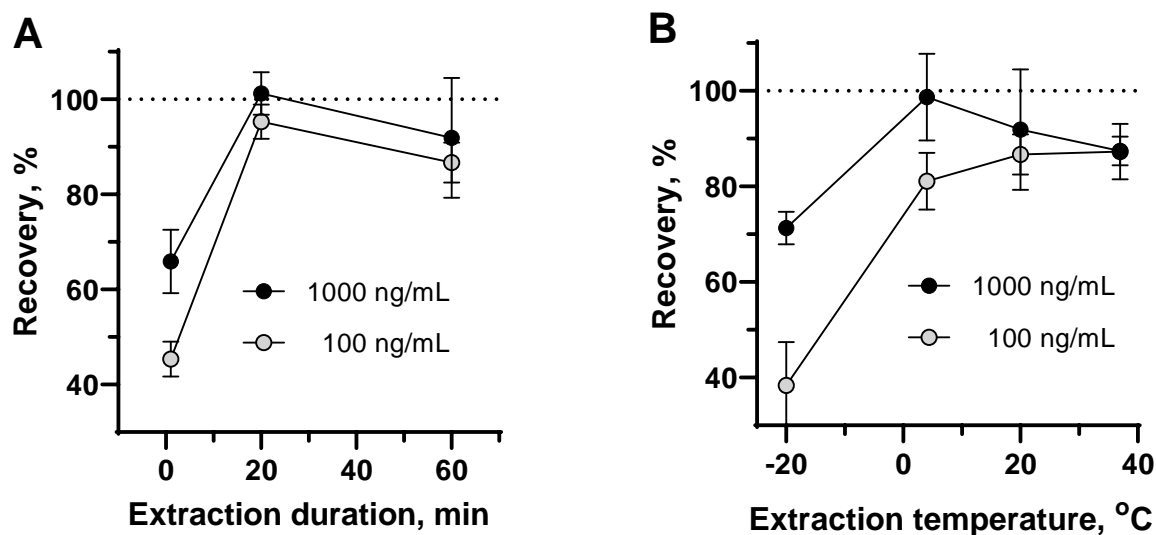 A
Recovery, %
100
80
60
40
1000 ng/mL
100 ng/mL
0 20 40 60
Extraction duration, min
B
Recovery, %
100
80
60
40
1000 ng/mL
100 ng/mL
-20 0 20 40
Extraction temperature, °C